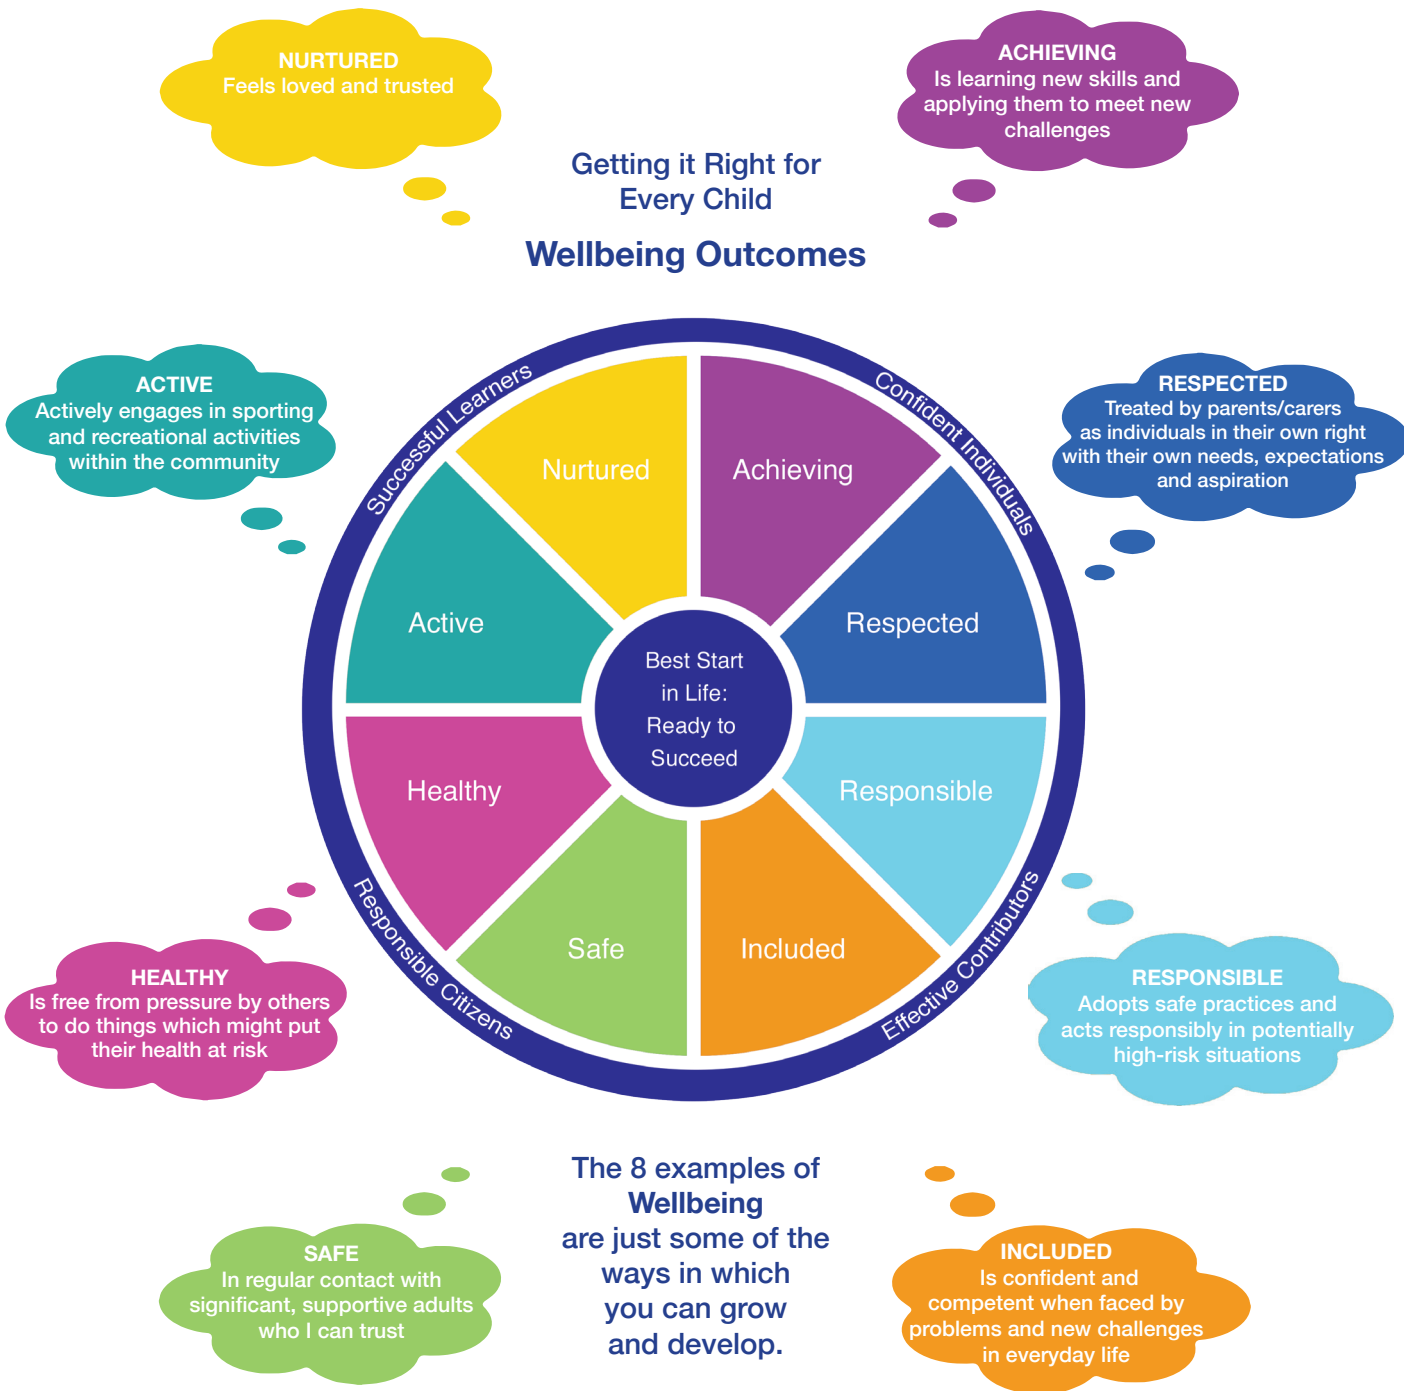 NURTURED
Feels loved and trusted
ACHIEVING
Is learning new skills and
applying them to meet new
challenges
Getting it Right for
Every Child
Wellbeing Outcomes
ACTIVE
Actively engages in sporting
and recreational activities
within the community
RESPECTED
Treated by parents/carers
as individuals in their own right
with their own needs, expectations
and aspiration
Successful Learners
Confident Individuals
Nurtured
Achieving
Active
Respected
Best Start
in Life:
Ready to
Succeed
Healthy
Responsible
Safe
Included
Responsible Citizens
Effective Contributors
HEALTHY
Is free from pressure by others
to do things which might put
their health at risk
RESPONSIBLE
Adopts safe practices and
acts responsibly in potentially
high-risk situations
SAFE
In regular contact with
significant, supportive adults
who I can trust
The 8 examples of
Wellbeing
are just some of the
ways in which
you can grow
and develop.
INCLUDED
Is confident and
competent when faced by
problems and new challenges
in everyday life